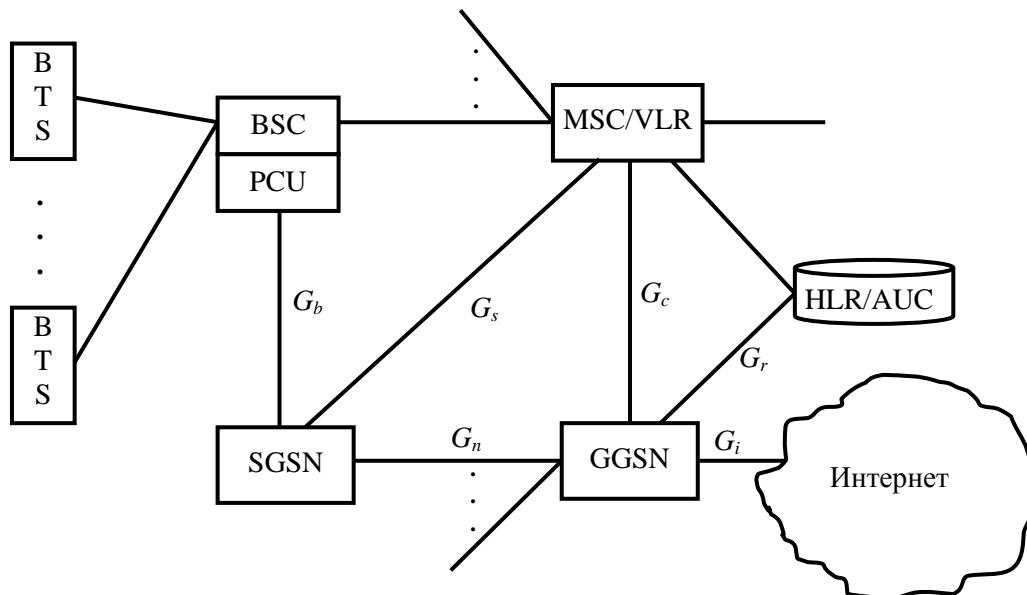 B
T
S
BSC
PCU
MSC/VLR
HLR/AUC
B
T
S
G_b
G_s
G_c
G_r
SGSN
G_n
GGSN
G_i
Интернет